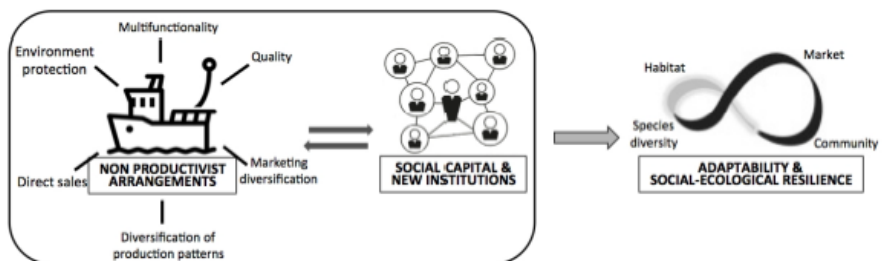 Multifunctionality
Environment
protection
Quality
Direct sales
NON PRODUCTIVIST
ARRANGEMENTS
Marketing
diversification
Diversification of
production patterns
SOCIAL CAPITAL &
NEW INSTITUTIONS
Habitat
Market
Species
diversity
Community
ADAPTABILITY &
SOCIAL-ECOLOGICAL RESILIENCE